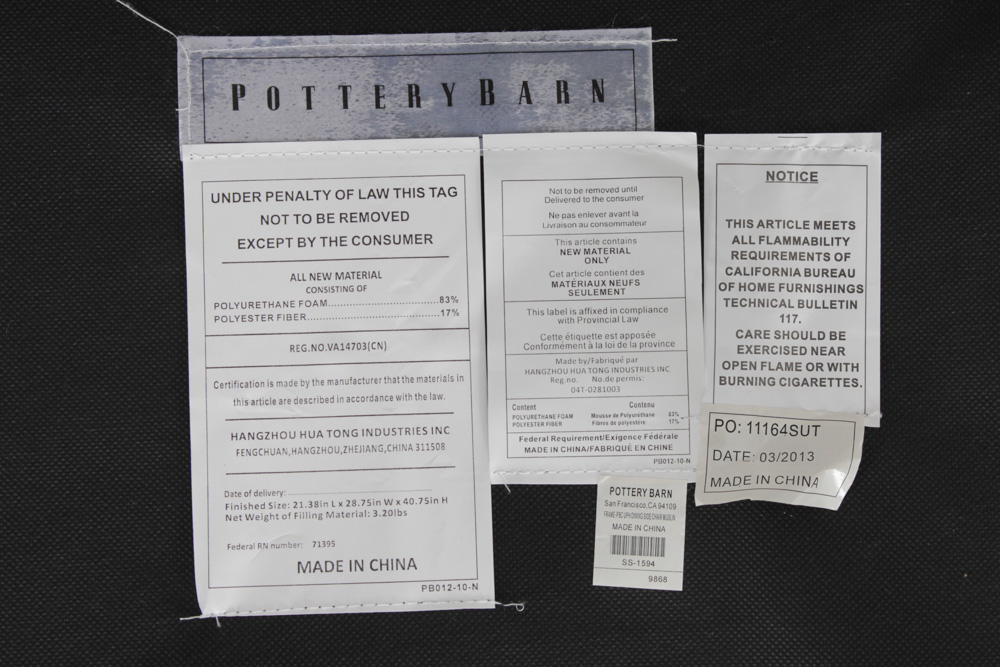 POTTERY BARN
UNDER PENALTY OF LAW THIS TAG
NOT TO BE REMOVED
EXCEPT BY THE CONSUMER
ALL NEW MATERIAL
CONSISTING OF
POLYURETHANE FOAM..............................83%
POLYESTER FIBER..............................17%
REG.NO.VA14703(CN)
Certification is made by the manufacturer that the materials in
this article are described in accordance with the law.
HANGZHOU HUA TONG INDUSTRIES INC
FENGCHUAN,HANGZHOU,ZHEJIANG,CHINA 311508
Date of delivery:
Finished Size: 21.38in L x 28.75in W x 40.75in H
Net Weight of Filling Material: 3.20lbs
Federal RN number: 71395
MADE IN CHINA
PB012-10-N
Not to be removed until
Delivered to the consumer
Ne pas enlever avant la
Livraison au consommateur
This article contains
NEW MATERIAL
ONLY
Cet article contient des
MATÉRIAUX NEUFS
SEULEMENT
This label is affixed in compliance
with Provincial Law
Cette étiquette est apposée
Conformément à la loi de la province
Made by/Fabriqué par
HANGZHOU HUA TONG INDUSTRIES INC
Reg.no. No.de permis:
04T-0281003
Content Contenu
POLYURETHANE FOAM Mousse de Polyuréthane 83%
POLYESTER FIBER Fibres de polyestère 17%
Federal Requirement/Exigence Fédérale
MADE IN CHINA/FABRIQUÉ EN CHINE
PB012-10-N
NOTICE
THIS ARTICLE MEETS
ALL FLAMMABILITY
REQUIREMENTS OF
CALIFORNIA BUREAU
OF HOME FURNISHINGS
TECHNICAL BULLETIN
117.
CARE SHOULD BE
EXERCISED NEAR
OPEN FLAME OR WITH
BURNING CIGARETTES.
PO: 11164SUT
DATE: 03/2013
MADE IN CHINA
POTTERY BARN
San Francisco,CA 94109
MADE IN CHINA
SS-1594
9868